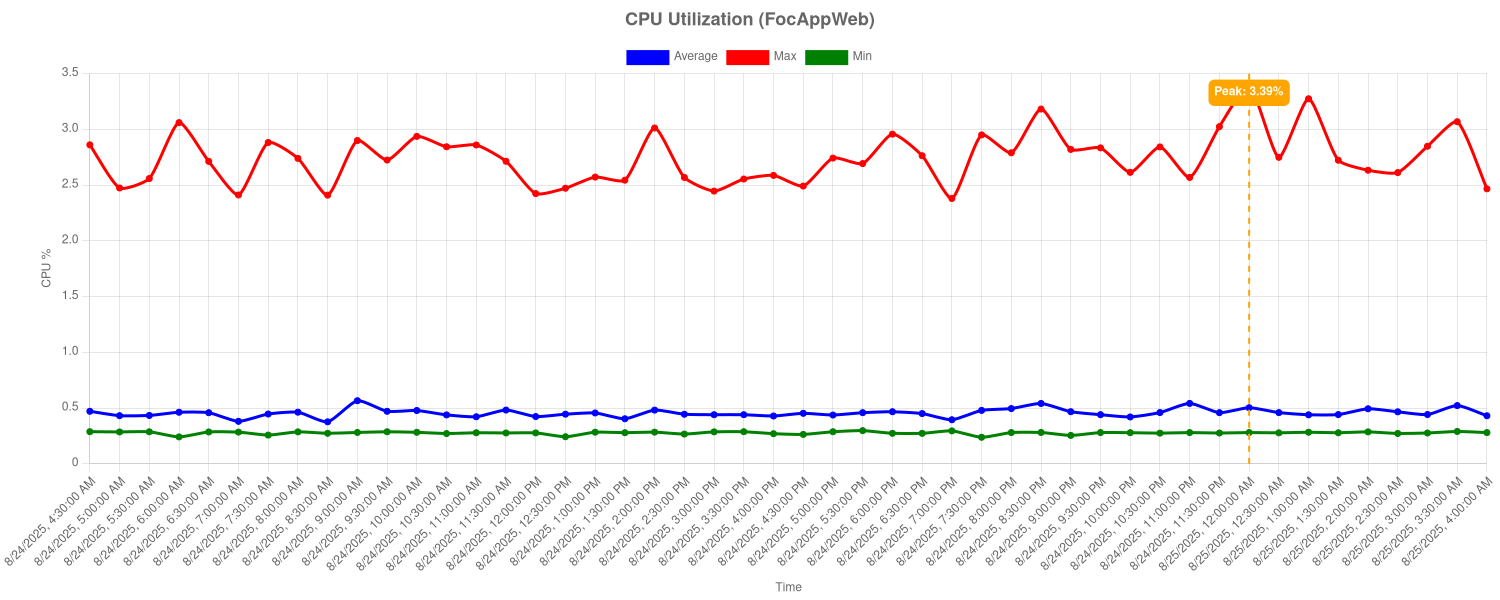 CPU Utilization (FocAppWeb)
Average Max Min
Peak: 3.39%
3.5
3.0
2.5
2.0
1.5
1.0
0.5
0
CPU %
8/24/2025, 4:30:00 AM
8/24/2025, 5:00:00 AM
8/24/2025, 5:30:00 AM
8/24/2025, 6:00:00 AM
8/24/2025, 6:30:00 AM
8/24/2025, 7:00:00 AM
8/24/2025, 7:30:00 AM
8/24/2025, 8:00:00 AM
8/24/2025, 8:30:00 AM
8/24/2025, 9:00:00 AM
8/24/2025, 9:30:00 AM
8/24/2025, 10:00:00 AM
8/24/2025, 10:30:00 AM
8/24/2025, 11:00:00 AM
8/24/2025, 11:30:00 AM
8/24/2025, 12:00:00 PM
8/24/2025, 12:30:00 PM
8/24/2025, 1:00:00 PM
8/24/2025, 1:30:00 PM
8/24/2025, 2:00:00 PM
8/24/2025, 2:30:00 PM
8/24/2025, 3:00:00 PM
8/24/2025, 3:30:00 PM
8/24/2025, 4:00:00 PM
8/24/2025, 4:30:00 PM
8/24/2025, 5:00:00 PM
8/24/2025, 5:30:00 PM
8/24/2025, 6:00:00 PM
8/24/2025, 6:30:00 PM
8/24/2025, 7:00:00 PM
8/24/2025, 7:30:00 PM
8/24/2025, 8:00:00 PM
8/24/2025, 8:30:00 PM
8/24/2025, 9:00:00 PM
8/24/2025, 9:30:00 PM
8/24/2025, 10:00:00 PM
8/24/2025, 10:30:00 PM
8/24/2025, 11:00:00 PM
8/24/2025, 11:30:00 PM
8/25/2025, 12:00:00 AM
8/25/2025, 12:30:00 AM
8/25/2025, 1:00:00 AM
8/25/2025, 1:30:00 AM
8/25/2025, 2:00:00 AM
8/25/2025, 2:30:00 AM
8/25/2025, 3:00:00 AM
8/25/2025, 3:30:00 AM
8/25/2025, 4:00:00 AM
Time